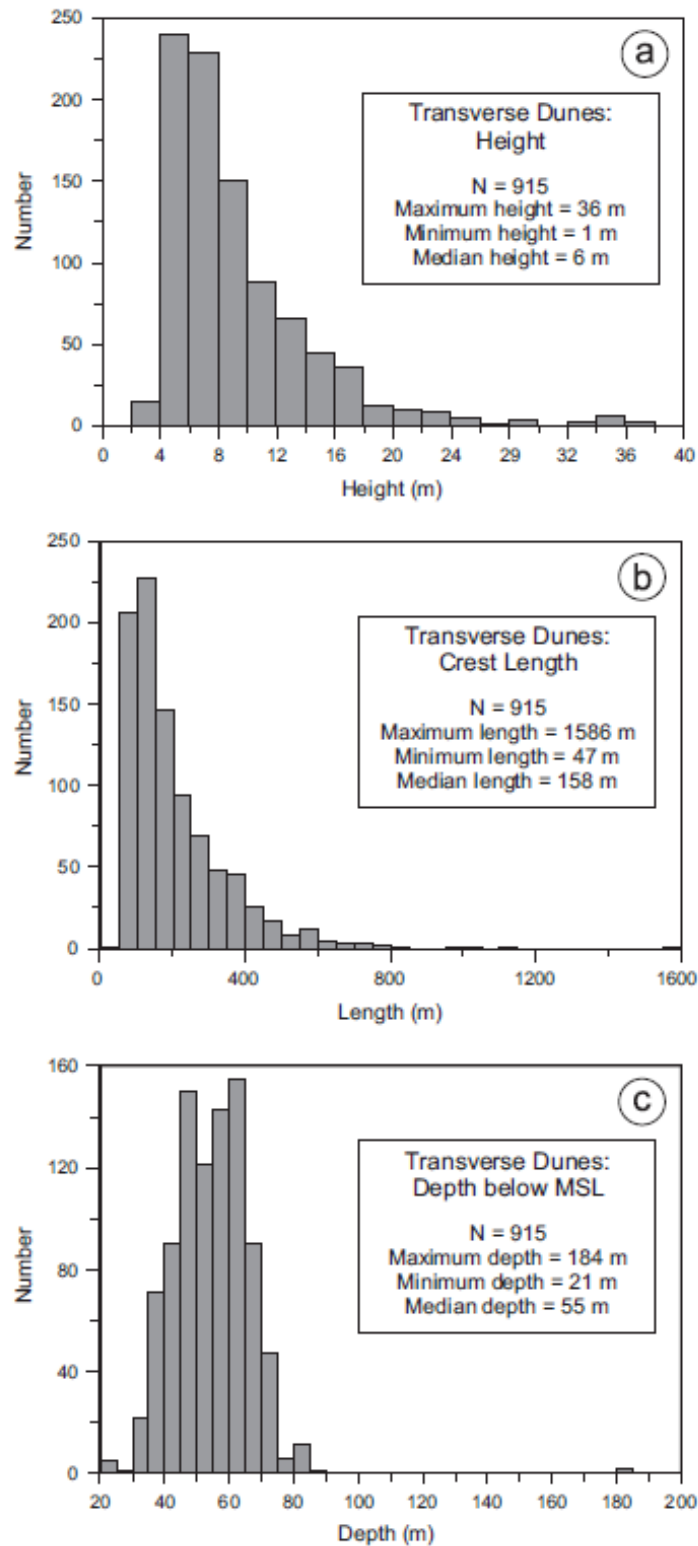 250
200
150
100
50
0
Number
a
Transverse Dunes:
Height
N = 915
Maximum height = 36 m
Minimum height = 1 m
Median height = 6 m
0 4 8 12 16 20 24 29 32 36 40
Height (m)
250
200
150
100
50
0
Number
b
Transverse Dunes:
Crest Length
N = 915
Maximum length = 1586 m
Minimum length = 47 m
Median length = 158 m
0 400 800 1200 1600
Length (m)
160
120
80
40
0
Number
c
Transverse Dunes:
Depth below MSL
N = 915
Maximum depth = 184 m
Minimum depth = 21 m
Median depth = 55 m
20 40 60 80 100 120 140 160 180 200
Depth (m)